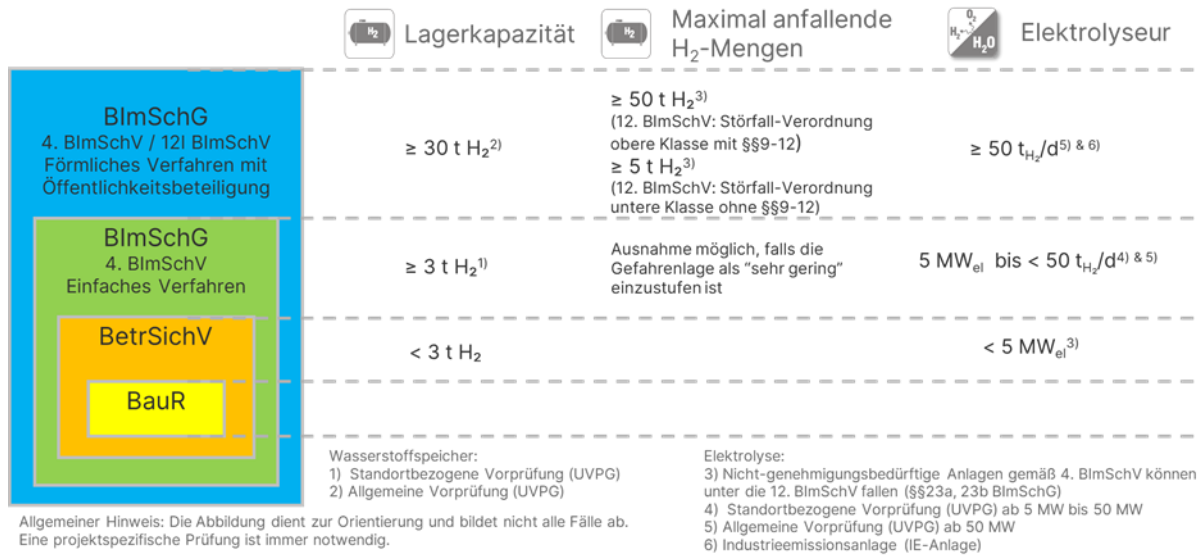 H₂ Lagerkapazität
H₂ Maximal anfallende
H₂-Mengen
O₂
H₂
H₂O
Elektrolyseur
BImSchG
4. BImSchV / 12I BImSchV
Förmliches Verfahren mit
Öffentlichkeitsbeteiligung
≥ 30 t H₂²⁾
≥ 50 t H₂³⁾
(12. BImSchV: Störfall-Verordnung
obere Klasse mit §§9-12)
≥ 5 t H₂³⁾
(12. BImSchV: Störfall-Verordnung
untere Klasse ohne §§9-12)
≥ 50 t_H₂/d⁵⁾ & ⁶⁾
BImSchG
4. BImSchV
Einfaches Verfahren
≥ 3 t H₂¹⁾
Ausnahme möglich, falls die
Gefahrenlage als "sehr gering"
einzustufen ist
5 MW_el bis < 50 t_H₂/d⁴⁾ & ⁵⁾
BetrSichV
< 3 t H₂
< 5 MW_el³⁾
BauR
Wasserstoffspeicher:
1) Standortbezogene Vorprüfung (UVPG)
2) Allgemeine Vorprüfung (UVPG)
Elektrolyse:
3) Nicht-genehmigungsbedürftige Anlagen gemäß 4. BImSchV können
unter die 12. BImSchV fallen (§§23a, 23b BImSchG)
4) Standortbezogene Vorprüfung (UVPG) ab 5 MW bis 50 MW
5) Allgemeine Vorprüfung (UVPG) ab 50 MW
6) Industrieemissionsanlage (IE-Anlage)
Allgemeiner Hinweis: Die Abbildung dient zur Orientierung und bildet nicht alle Fälle ab.
Eine projektspezifische Prüfung ist immer notwendig.